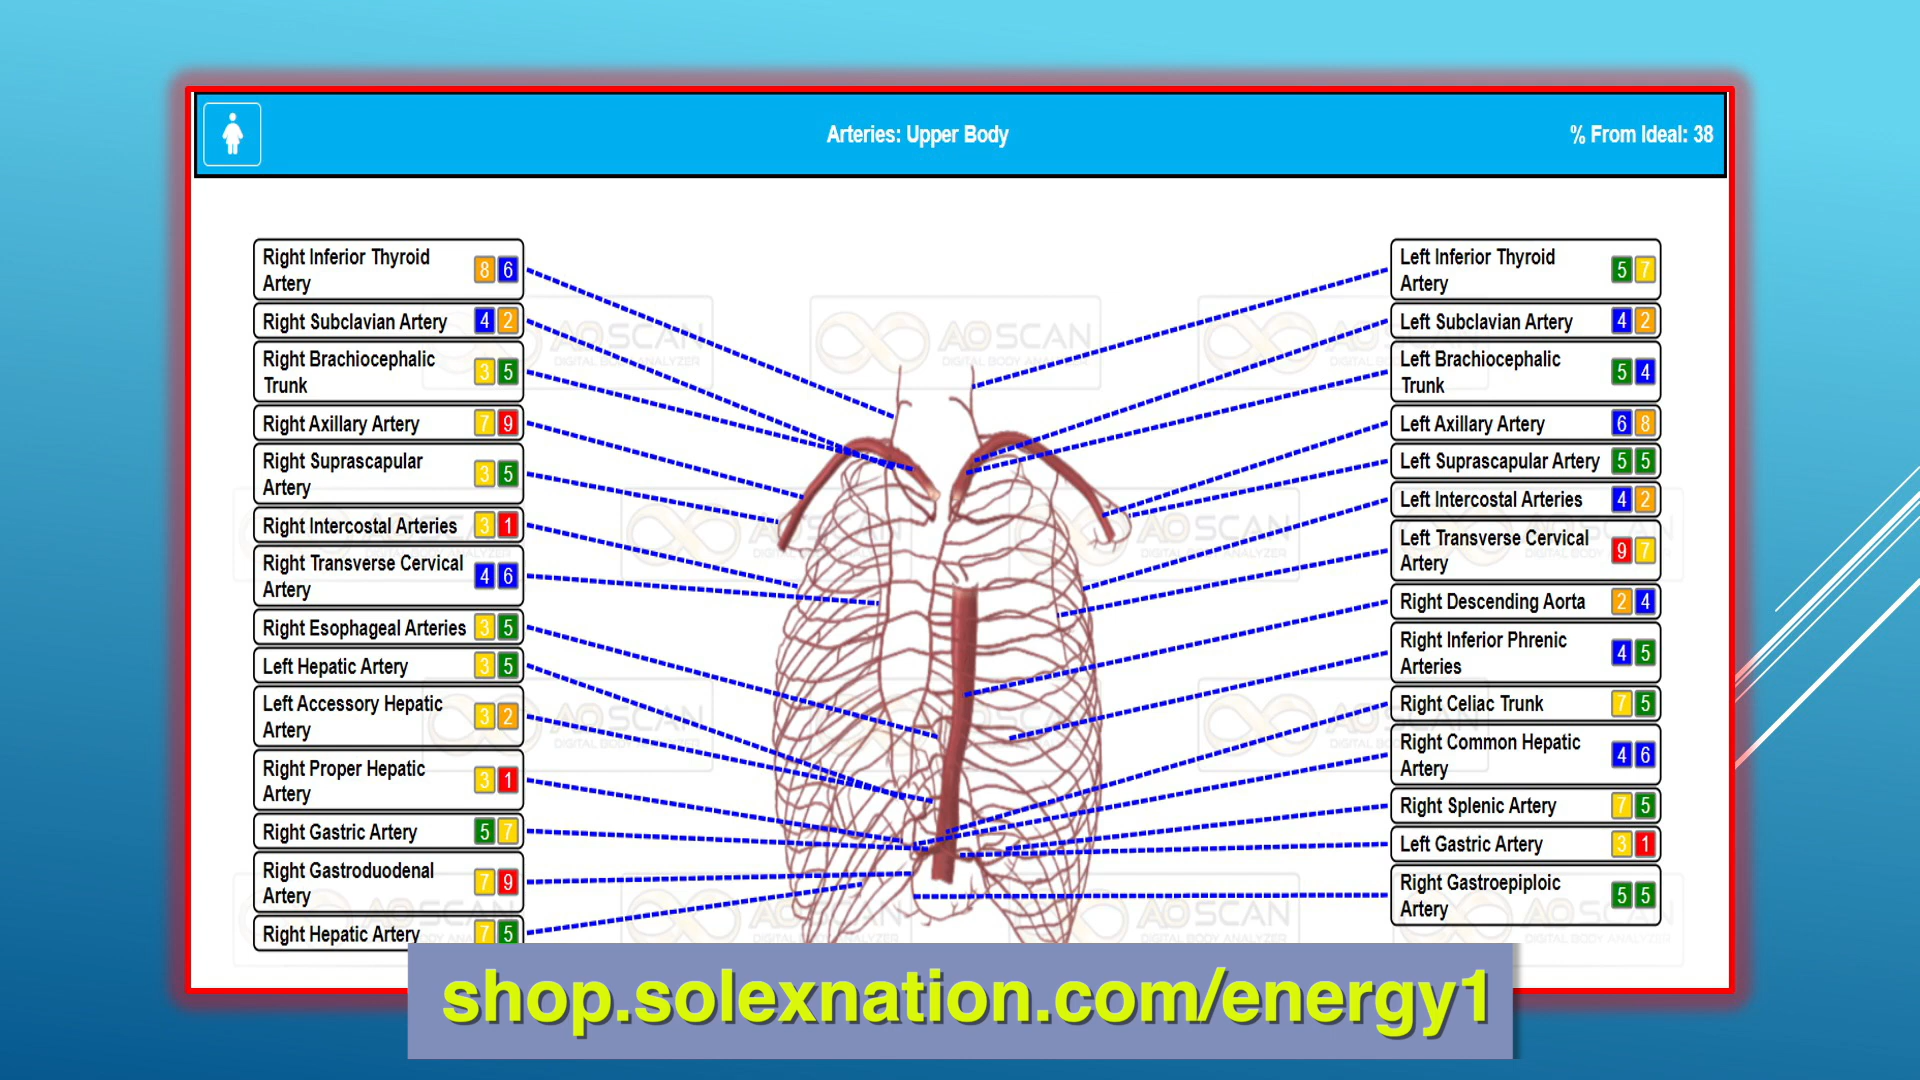 Arteries: Upper Body
% From Ideal: 38
Right Inferior Thyroid
Artery
8 6
Right Subclavian Artery 4 2
Right Brachiocephalic
Trunk
3 5
Right Axillary Artery 7 9
Right Suprascapular
Artery
3 5
Right Intercostal Arteries 3 1
Right Transverse Cervical
Artery
4 6
Right Esophageal Arteries 3 5
Left Hepatic Artery 3 5
Left Accessory Hepatic
Artery
3 2
Right Proper Hepatic
Artery
3 1
Right Gastric Artery 5 7
Right Gastroduodenal
Artery
7 9
Right Hepatic Artery 7 5
Left Inferior Thyroid
Artery
5 7
Left Subclavian Artery 4 2
Left Brachiocephalic
Trunk
5 4
Left Axillary Artery 6 8
Left Suprascapular Artery 5 5
Left Intercostal Arteries 4 2
Left Transverse Cervical
Artery
9 7
Right Descending Aorta 2 4
Right Inferior Phrenic
Arteries
4 5
Right Celiac Trunk 7 5
Right Common Hepatic
Artery
4 6
Right Splenic Artery 7 5
Left Gastric Artery 3 1
Right Gastroepiploic
Artery
5 5
AO SCAN
DIGITAL BODY ANALYZER
shop.solexnation.com/energy1